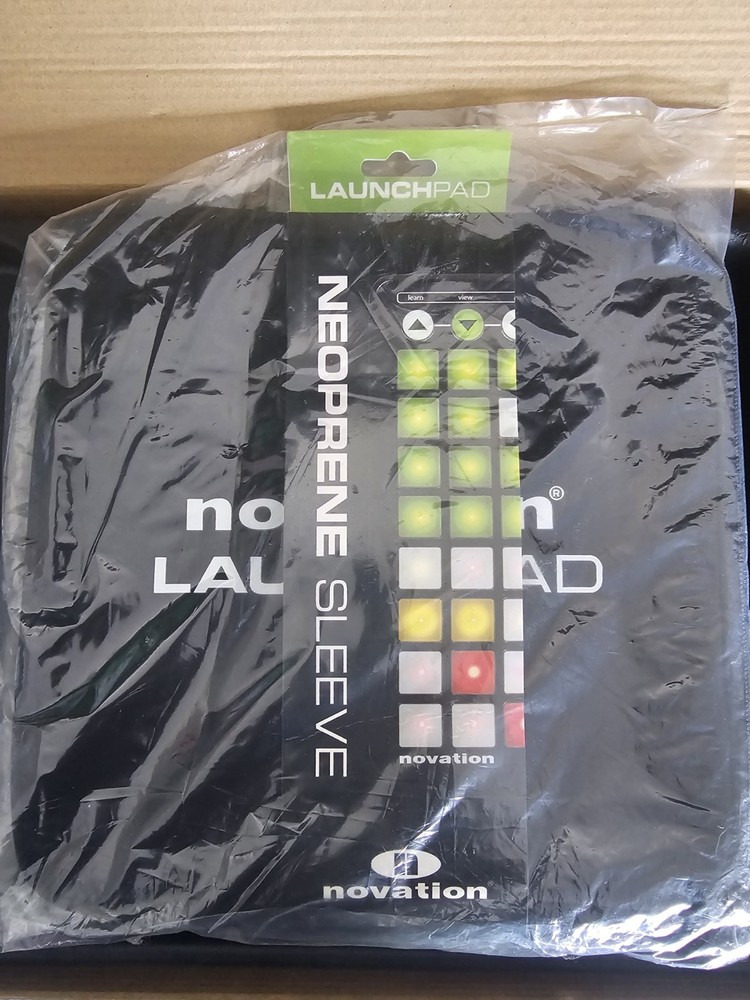 LAUNCHPAD
NEOPRENE SLEEVE
learn view
no n®
LAU AD
novation
novation